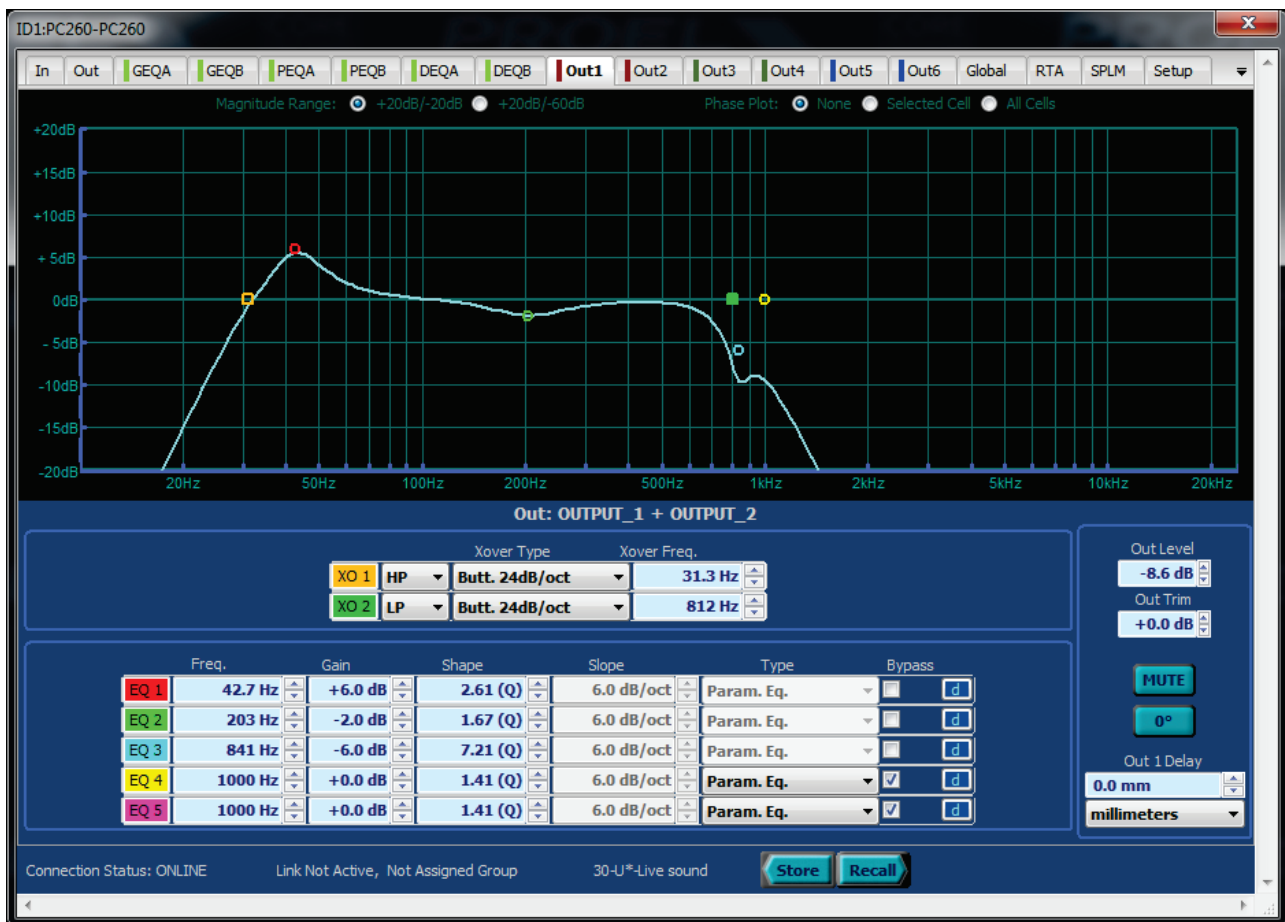 ID1:PC260-PC260
In Out GEQA GEQB PEQA PEQB DEQA DEQB Out1 Out2 Out3 Out4 Out5 Out6 Global RTA SPLM Setup
Magnitude Range: +20dB/-20dB +20dB/-60dB Phase Plot: None Selected Cell All Cells
+20dB
+15dB
+10dB
+ 5dB
0dB
- 5dB
-10dB
-15dB
-20dB
20Hz 50Hz 100Hz 200Hz 500Hz 1kHz 2kHz 5kHz 10kHz 20kHz
Out: OUTPUT_1 + OUTPUT_2
Xover Type Xover Freq.
XO 1 HP Butt. 24dB/oct 31.3 Hz
XO 2 LP Butt. 24dB/oct 812 Hz
Freq. Gain Shape Slope Type Bypass
EQ 1 42.7 Hz +6.0 dB 2.61 (Q) 6.0 dB/oct Param. Eq. d
EQ 2 203 Hz -2.0 dB 1.67 (Q) 6.0 dB/oct Param. Eq. d
EQ 3 841 Hz -6.0 dB 7.21 (Q) 6.0 dB/oct Param. Eq. d
EQ 4 1000 Hz +0.0 dB 1.41 (Q) 6.0 dB/oct Param. Eq. d
EQ 5 1000 Hz +0.0 dB 1.41 (Q) 6.0 dB/oct Param. Eq. d
Out Level
-8.6 dB
Out Trim
+0.0 dB
MUTE
0°
Out 1 Delay
0.0 mm
millimeters
Connection Status: ONLINE Link Not Active, Not Assigned Group 30-U*-Live sound Store Recall